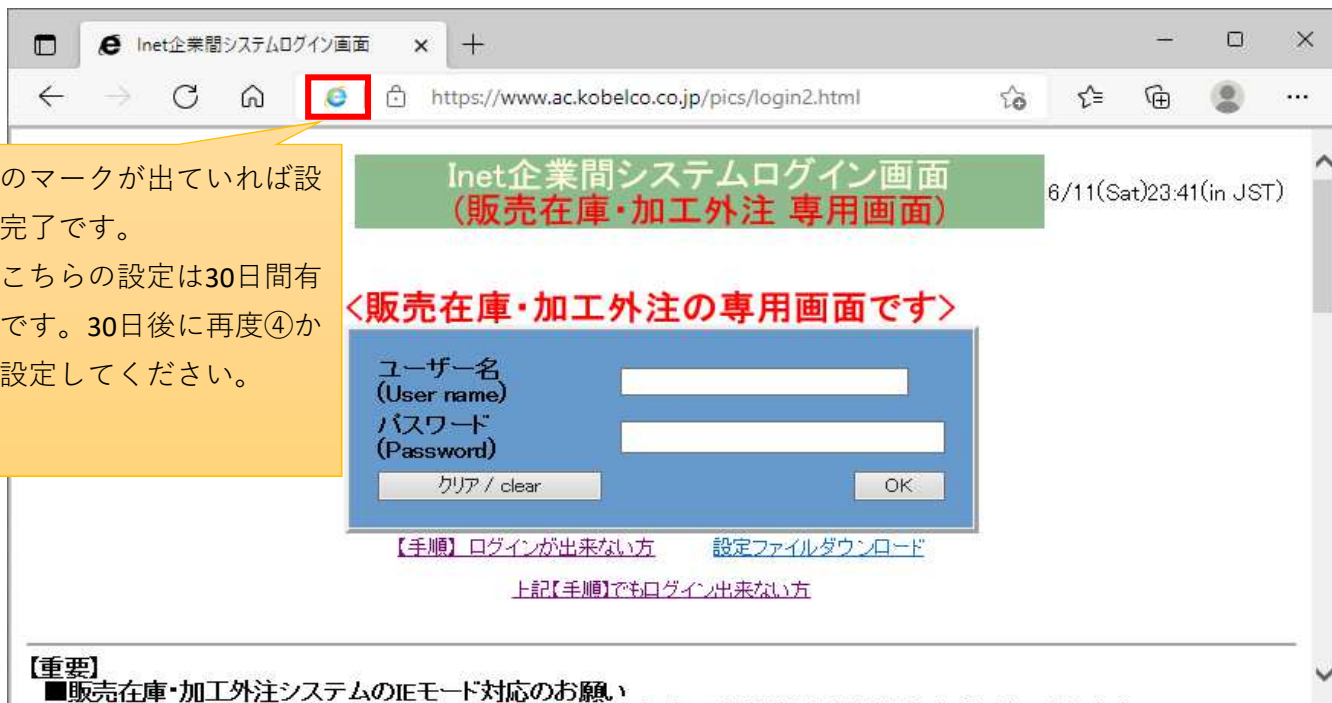 Inet企業間システムログイン画面
https://www.ac.kobelco.co.jp/pics/login2.html
のマークが出ていれば設
完了です。
こちらの設定は30日間有
です。30日後に再度④か
設定してください。
Inet企業間システムログイン画面
(販売在庫・加工外注 専用画面)
6/11(Sat)23:41(in JST)
<販売在庫・加工外注の専用画面です>
ユーザー名
(User name)
パスワード
(Password)
クリア / clear
OK
【手順】ログインが出来ない方
設定ファイルダウンロード
上記【手順】でもログイン出来ない方
【重要】
■販売在庫・加工外注システムのIEモード対応のお願い